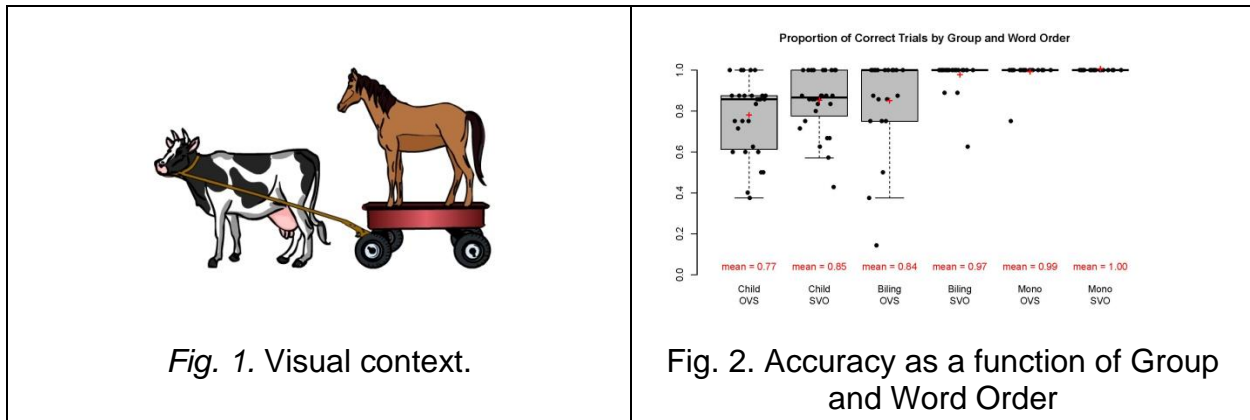 Fig. 1. Visual context.
Proportion of Correct Trials by Group and Word Order
1.0
0.8
0.6
0.4
0.2
0.0
mean = 0.77 mean = 0.85 mean = 0.84 mean = 0.97 mean = 0.99 mean = 1.00
Child Child Biling Biling Mono Mono
OVS SVO OVS SVO OVS SVO
Fig. 2. Accuracy as a function of Group
and Word Order